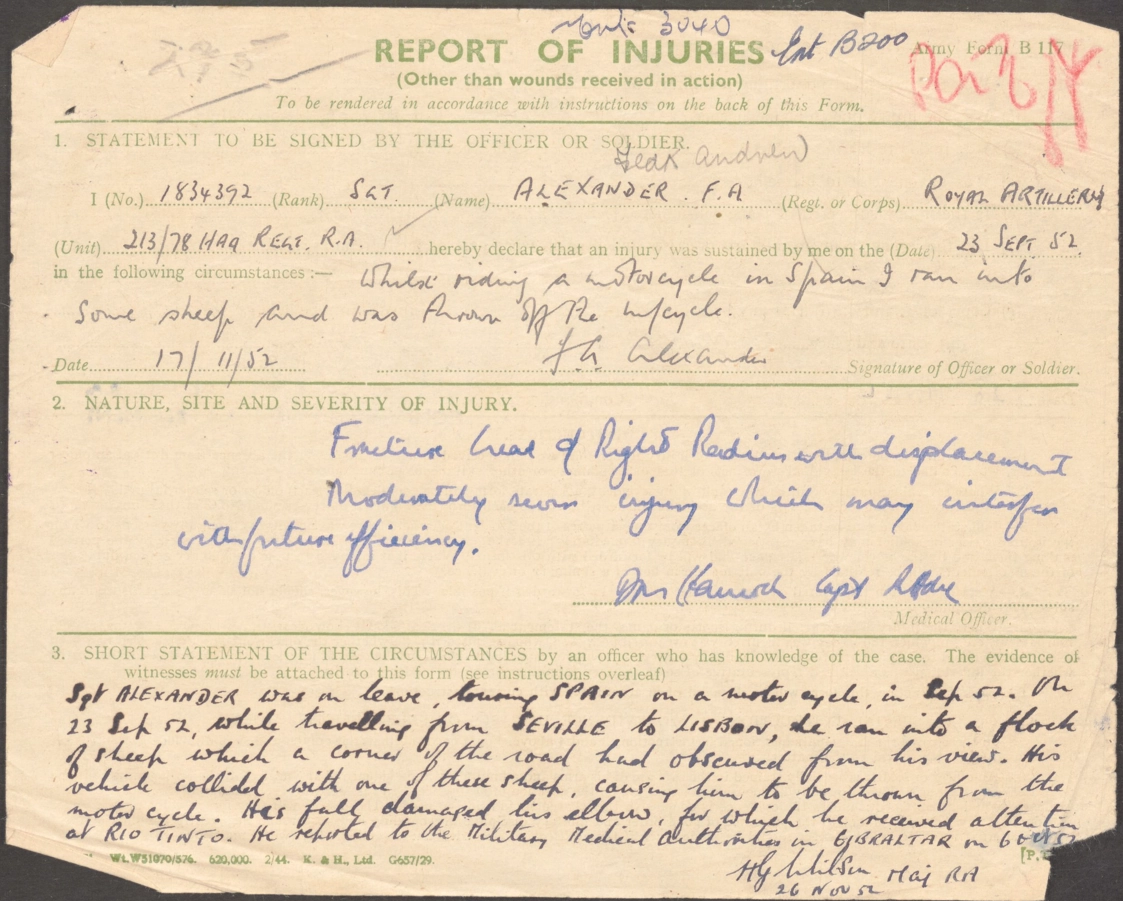 3040
REPORT OF INJURIES Ent B200 Army Form B 117
(Other than wounds received in action)
To be rendered in accordance with instructions on the back of this Form.
1. STATEMENT TO BE SIGNED BY THE OFFICER OR SOLDIER.
Andrew
I (No.) 1834392 (Rank) SGT (Name) ALEXANDER. F.A (Regt. or Corps) ROYAL ARTILLERY
(Unit) 213/78 HAA REGT. R.A. hereby declare that an injury was sustained by me on the (Date) 23 SEPT 52.
in the following circumstances :— Whilst riding a motorcycle in Spain I ran into
Some sheep and was thrown off the m/cycle.
Date 17/11/52 F A Alexander Signature of Officer or Soldier.
2. NATURE, SITE AND SEVERITY OF INJURY.
Fracture head of Right Radius with displacement
Moderately severe injury which may interfere
with future efficiency.
Capt
Medical Officer.
3. SHORT STATEMENT OF THE CIRCUMSTANCES by an officer who has knowledge of the case. The evidence of
witnesses must be attached to this form (see instructions overleaf)
Sgt ALEXANDER was on leave, touring SPAIN on a motor cycle, in Sep 52. On
23 Sep 52, while travelling from SEVILLE to LISBON, he ran into a flock
of sheep which a corner of the road had obscured from his view. His
vehicle collided with one of these sheep, causing him to be thrown from the
motor cycle. His fall damaged his elbow, for which he received attention
at RIO TINTO. He reported to the Military Medical Authorities in GIBRALTAR on 6 Oct 52
Wt.W51070/576. 620,000. 2/44. K. & H., Ltd. G657/29. [P.T
HG Wilson Maj RA
26 NOV 52